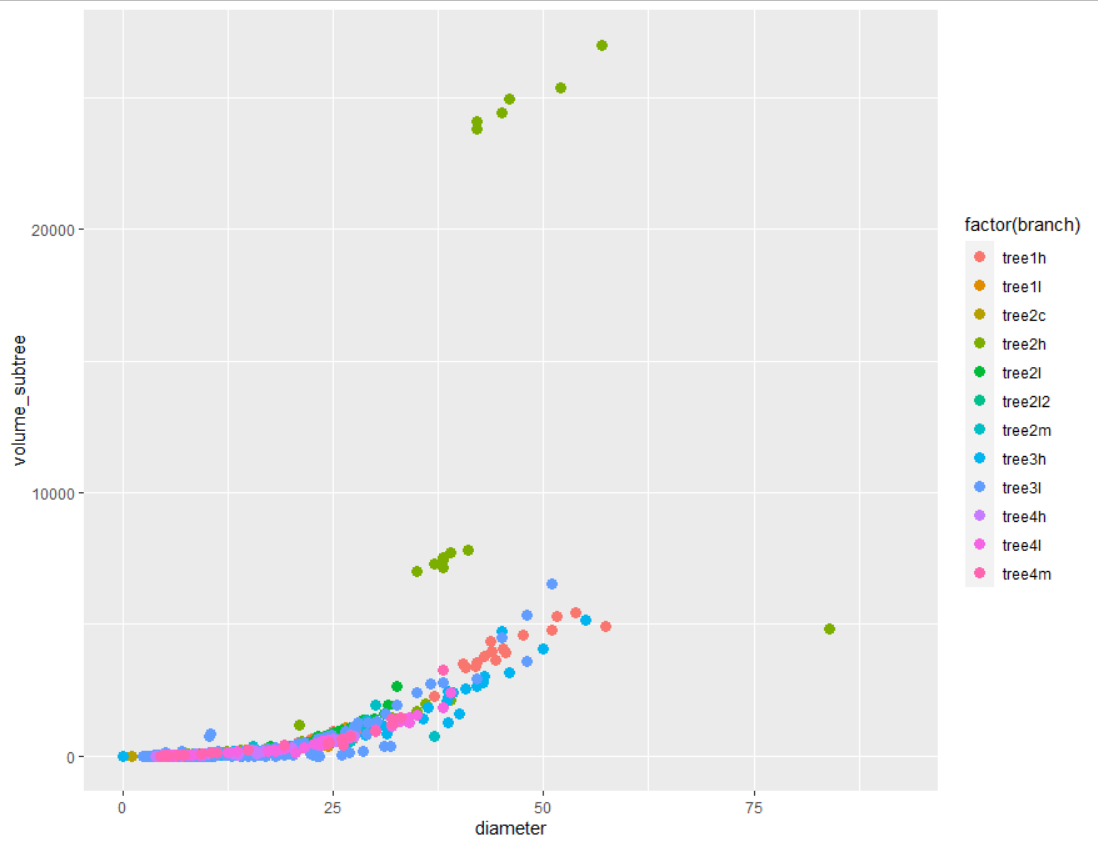 20000
10000
0
volume_subtree
0
25
50
75
diameter
factor(branch)
tree1h
tree1l
tree2c
tree2h
tree2l
tree2l2
tree2m
tree3h
tree3l
tree4h
tree4l
tree4m